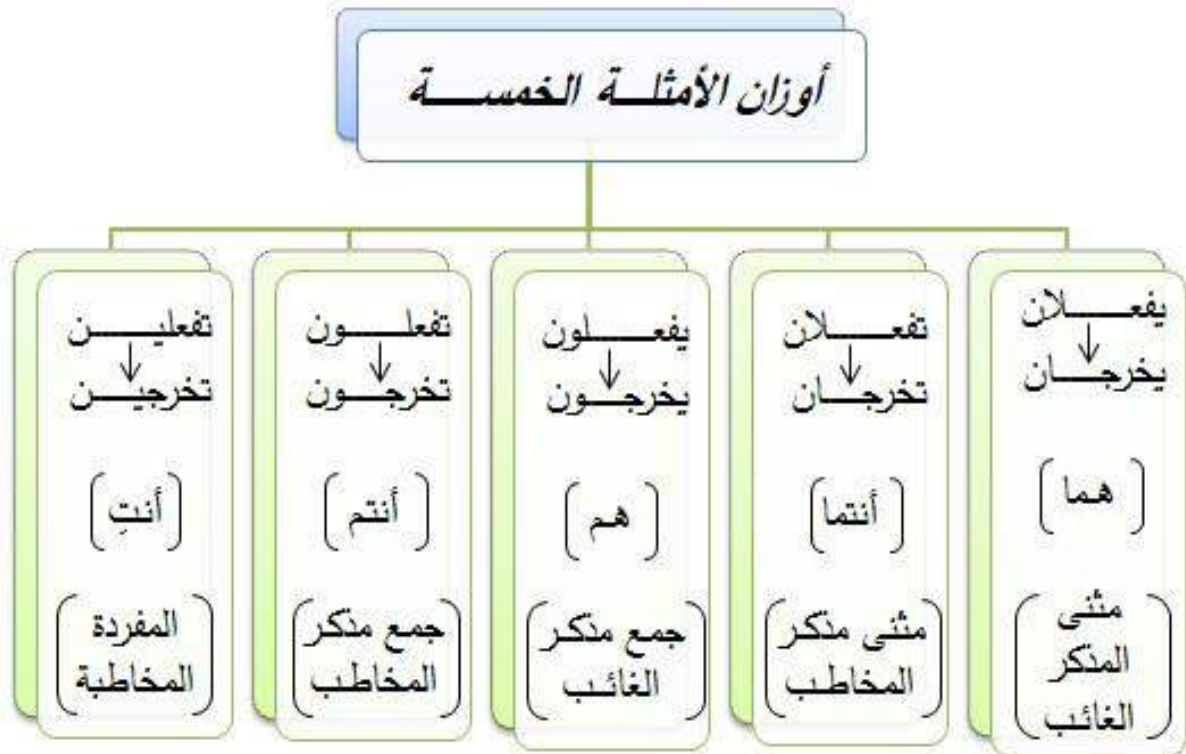 أوزان الأمثلة الخمسة
يفعلان
يخرجان
(هما)
(مثنى
المذكر
الغائب)
تفعلان
تخرجان
(أنتما)
(مثنى مذكر
المخاطب)
يفعلون
يخرجون
(هم)
(جمع مذكر
الغائب)
تفعلون
تخرجون
(أنتم)
(جمع مذكر
المخاطب)
تفعلين
تخرجين
(أنتِ)
(المفردة
المخاطبة)